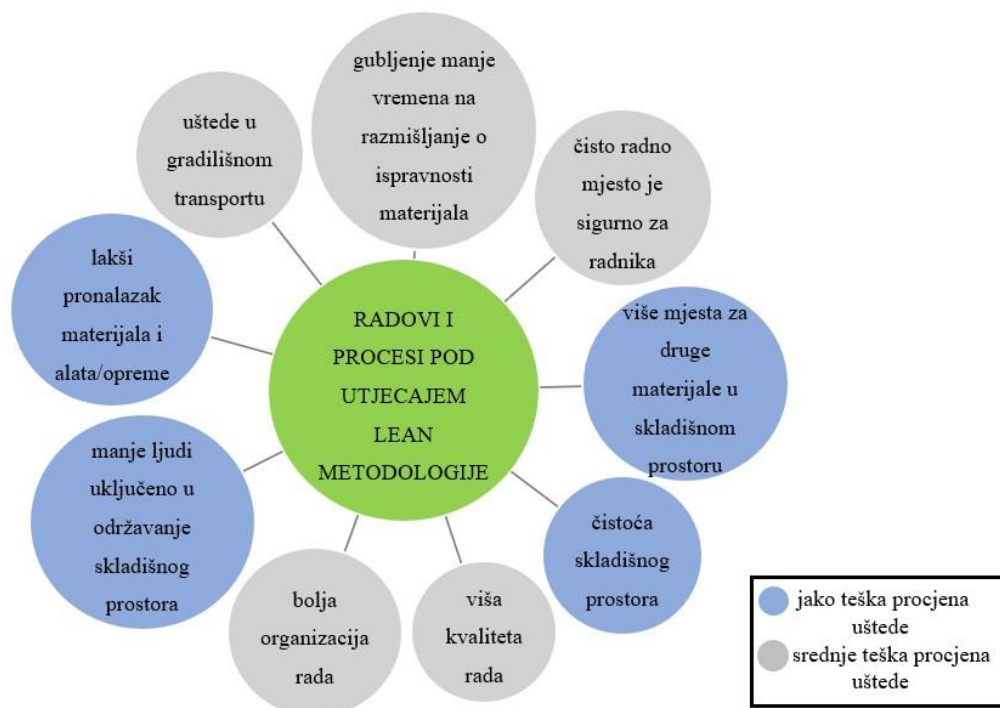 gubljenje manje
vremena na
razmišljanje o
ispravnosti
materijala
uštede u
gradilišnom
transportu
čisto radno
mjesto je
sigurno za
radnika
lakši
pronalazak
materijala i
alata/opreme
RADOVI I
PROCESI POD
UTJECAJEM
LEAN
METODOLOGIJE
više mjesta za
druge
materijale u
skladišnom
prostoru
manje ljudi
uključeno u
održavanje
skladišnog
prostora
čistoća
skladišnog
prostora
bolja
organizacija
rada
viša
kvaliteta
rada
jako teška procjena
uštede
srednje teška procjena
uštede